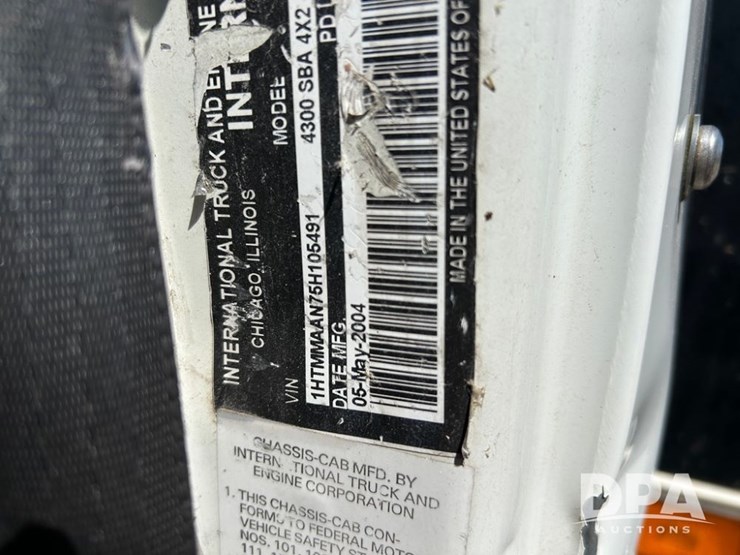 INTERNATIONAL TRUCK AND
CHICAGO, ILLINOIS
MODEL
4300 SBA 4X2
VIN
1HTMMAAN75H105491
DATE MFG.
05-May-2004
MADE IN THE UNITED STATES OF
CHASSIS-CAB MFD. BY
INTERNATIONAL TRUCK AND
ENGINE CORPORATION
1. THIS CHASSIS-CAB CON-
FORMS TO FEDERAL
VEHICLE SAFETY
NOS. 101,
DPA
AUCTIONS